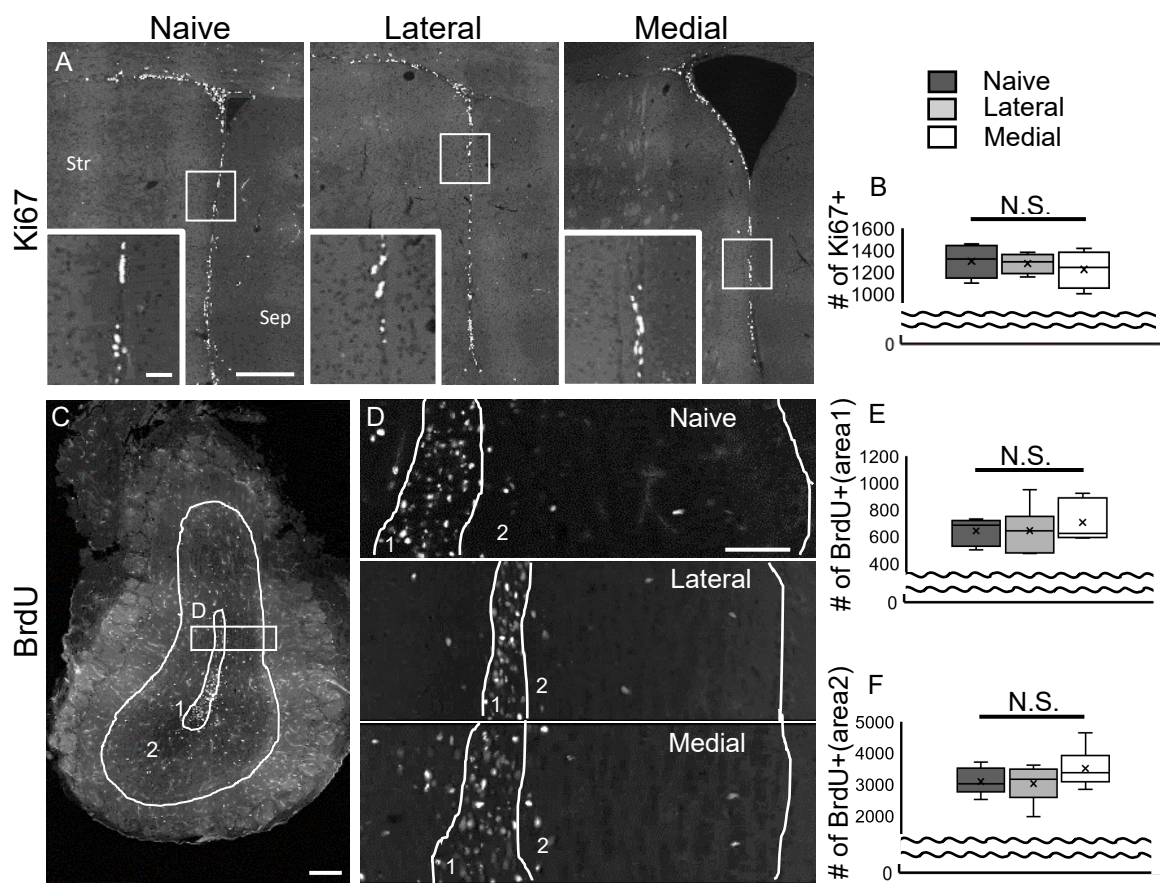 Naive Lateral Medial
A
Str
Sep
Ki67
Naive
Lateral
Medial
B
N.S.
# of Ki67+
1600
1400
1200
1000
0
C
D
1
2
BrdU
D
Naive
1
2
Lateral
1
2
Medial
1
2
E
N.S.
# of BrdU+(area1)
1200
1000
800
600
400
0
F
N.S.
# of BrdU+(area2)
5000
4000
3000
2000
0